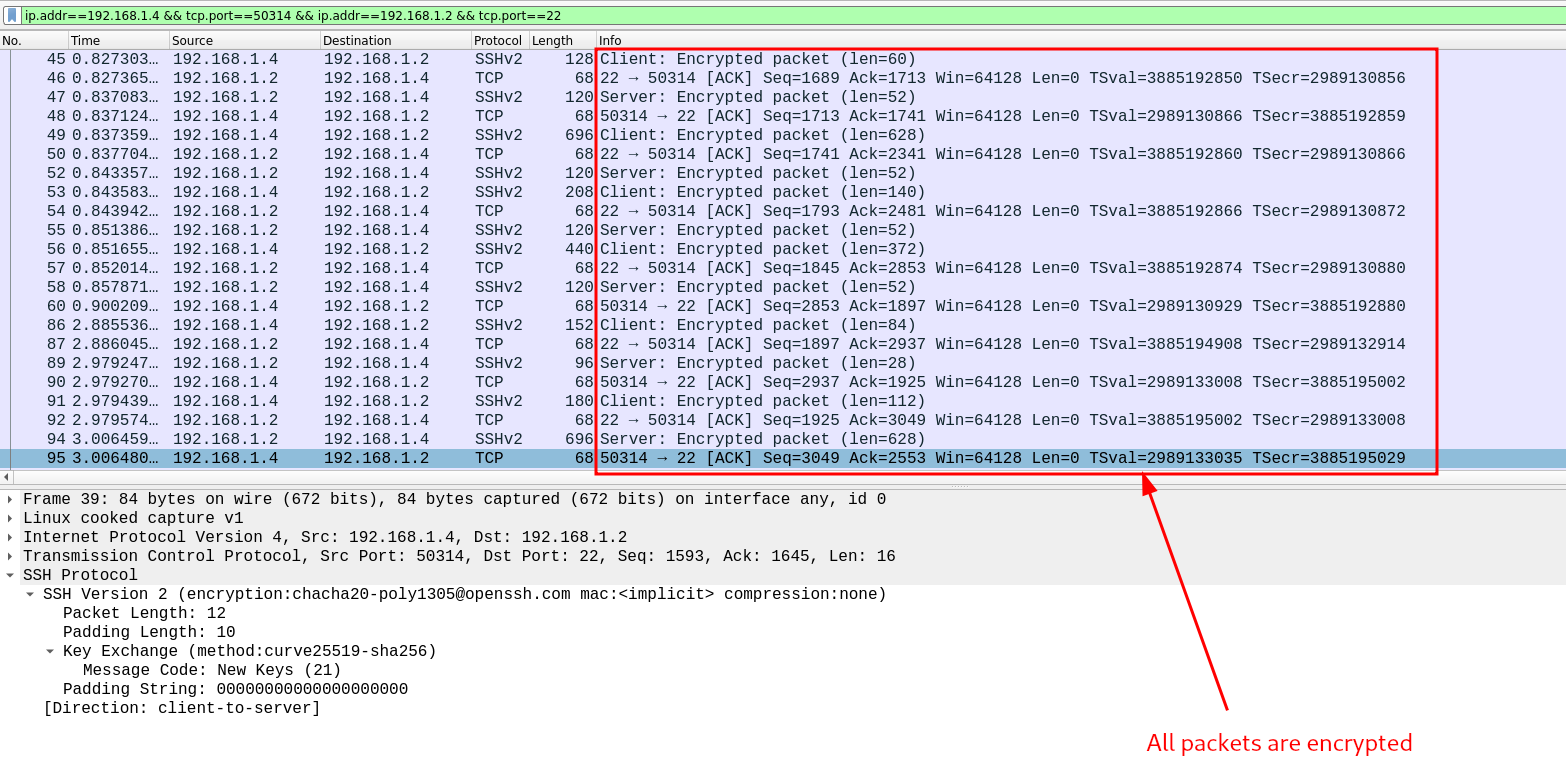 ip.addr==192.168.1.4 && tcp.port==50314 && ip.addr==192.168.1.2 && tcp.port==22
No. Time Source Destination Protocol Length Info
45 0.827303… 192.168.1.4 192.168.1.2 SSHv2 128 Client: Encrypted packet (len=60)
46 0.827365… 192.168.1.2 192.168.1.4 TCP 68 22 → 50314 [ACK] Seq=1689 Ack=1713 Win=64128 Len=0 TSval=3885192850 TSecr=2989130856
47 0.837083… 192.168.1.2 192.168.1.4 SSHv2 120 Server: Encrypted packet (len=52)
48 0.837124… 192.168.1.4 192.168.1.2 TCP 68 50314 → 22 [ACK] Seq=1713 Ack=1741 Win=64128 Len=0 TSval=2989130866 TSecr=3885192859
49 0.837359… 192.168.1.4 192.168.1.2 SSHv2 696 Client: Encrypted packet (len=628)
50 0.837704… 192.168.1.2 192.168.1.4 TCP 68 22 → 50314 [ACK] Seq=1741 Ack=2341 Win=64128 Len=0 TSval=3885192860 TSecr=2989130866
52 0.843357… 192.168.1.2 192.168.1.4 SSHv2 120 Server: Encrypted packet (len=52)
53 0.843583… 192.168.1.4 192.168.1.2 SSHv2 208 Client: Encrypted packet (len=140)
54 0.843942… 192.168.1.2 192.168.1.4 TCP 68 22 → 50314 [ACK] Seq=1793 Ack=2481 Win=64128 Len=0 TSval=3885192866 TSecr=2989130872
55 0.851386… 192.168.1.2 192.168.1.4 SSHv2 120 Server: Encrypted packet (len=52)
56 0.851655… 192.168.1.4 192.168.1.2 SSHv2 440 Client: Encrypted packet (len=372)
57 0.852014… 192.168.1.2 192.168.1.4 TCP 68 22 → 50314 [ACK] Seq=1845 Ack=2853 Win=64128 Len=0 TSval=3885192874 TSecr=2989130880
58 0.857871… 192.168.1.2 192.168.1.4 SSHv2 120 Server: Encrypted packet (len=52)
60 0.900209… 192.168.1.4 192.168.1.2 TCP 68 50314 → 22 [ACK] Seq=2853 Ack=1897 Win=64128 Len=0 TSval=2989130929 TSecr=3885192880
86 2.885536… 192.168.1.4 192.168.1.2 SSHv2 152 Client: Encrypted packet (len=84)
87 2.886045… 192.168.1.2 192.168.1.4 TCP 68 22 → 50314 [ACK] Seq=1897 Ack=2937 Win=64128 Len=0 TSval=3885194908 TSecr=2989132914
89 2.979247… 192.168.1.2 192.168.1.4 SSHv2 96 Server: Encrypted packet (len=28)
90 2.979270… 192.168.1.4 192.168.1.2 TCP 68 50314 → 22 [ACK] Seq=2937 Ack=1925 Win=64128 Len=0 TSval=2989133008 TSecr=3885195002
91 2.979439… 192.168.1.4 192.168.1.2 SSHv2 180 Client: Encrypted packet (len=112)
92 2.979574… 192.168.1.2 192.168.1.4 TCP 68 22 → 50314 [ACK] Seq=1925 Ack=3049 Win=64128 Len=0 TSval=3885195002 TSecr=2989133008
94 3.006459… 192.168.1.2 192.168.1.4 SSHv2 696 Server: Encrypted packet (len=628)
95 3.006480… 192.168.1.4 192.168.1.2 TCP 68 50314 → 22 [ACK] Seq=3049 Ack=2553 Win=64128 Len=0 TSval=2989133035 TSecr=3885195029
Frame 39: 84 bytes on wire (672 bits), 84 bytes captured (672 bits) on interface any, id 0
Linux cooked capture v1
Internet Protocol Version 4, Src: 192.168.1.4, Dst: 192.168.1.2
Transmission Control Protocol, Src Port: 50314, Dst Port: 22, Seq: 1593, Ack: 1645, Len: 16
SSH Protocol
SSH Version 2 (encryption:chacha20-poly1305@openssh.com mac:<implicit> compression:none)
Packet Length: 12
Padding Length: 10
Key Exchange (method:curve25519-sha256)
Message Code: New Keys (21)
Padding String: 00000000000000000000
[Direction: client-to-server]
All packets are encrypted